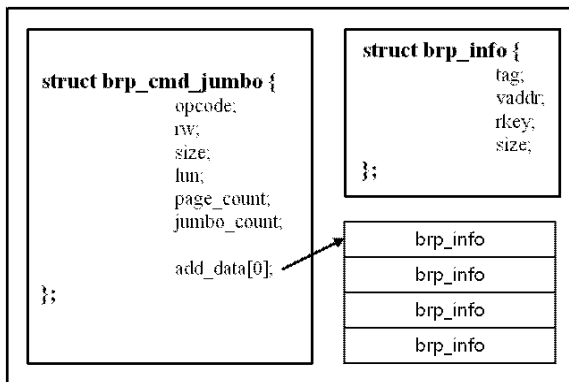 struct brp_cmd_jumbo {
opcode;
rw;
size;
lun;
page_count;
jumbo_count;
add_data[0];
};
struct brp_info {
tag;
vaddr;
rkey;
size;
};
brp_info
brp_info
brp_info
brp_info